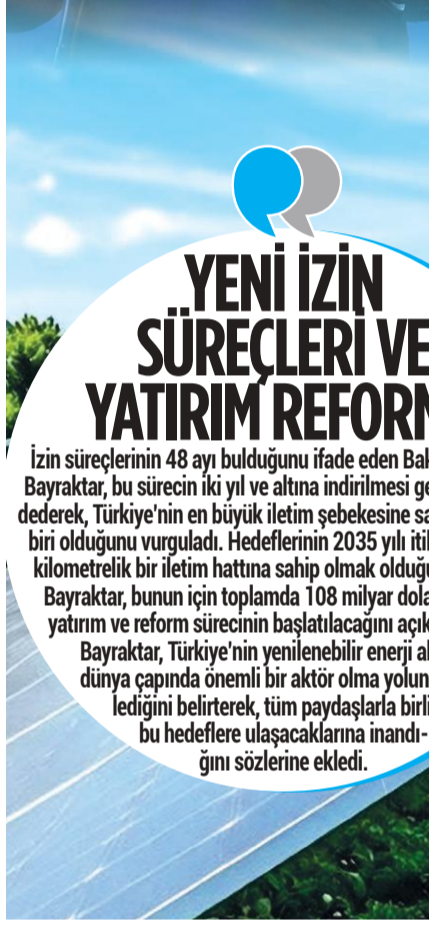 YENİ İZİN
SÜREÇLERİ VE
YATIRIM REFORM
İzin süreçlerinin 48 ayı bulduğunu ifade eden Bak
Bayraktar, bu sürecin iki yıl ve altına indirilmesi ge
dederek, Türkiye'nin en büyük iletim şebekesine sa
biri olduğunu vurguladı. Hedeflerinin 2035 yılı itil
kilometrelik bir iletim hattına sahip olmak olduğu
Bayraktar, bunun için toplamda 108 milyar dola
yatırım ve reform sürecinin başlatılacağını açık
Bayraktar, Türkiye'nin yenilenebilir enerji al
dünya çapında önemli bir aktör olma yolun
lediğini belirterek, tüm paydaşlarla birli
bu hedeflere ulaşacaklarına inandı-
ğını sözlerine ekledi.